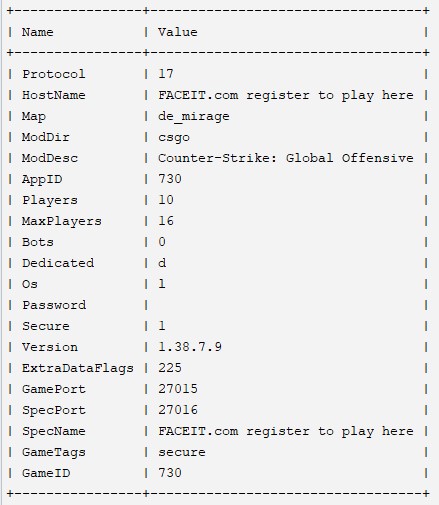 +----------------+--------------------------------+
| Name | Value |
+----------------+--------------------------------+
| Protocol | 17 |
| HostName | FACEIT.com register to play here |
| Map | de_mirage |
| ModDir | csgo |
| ModDesc | Counter-Strike: Global Offensive |
| AppID | 730 |
| Players | 10 |
| MaxPlayers | 16 |
| Bots | 0 |
| Dedicated | d |
| Os | l |
| Password | |
| Secure | 1 |
| Version | 1.38.7.9 |
| ExtraDataFlags | 225 |
| GamePort | 27015 |
| SpecPort | 27016 |
| SpecName | FACEIT.com register to play here |
| GameTags | secure |
| GameID | 730 |
+----------------+--------------------------------+